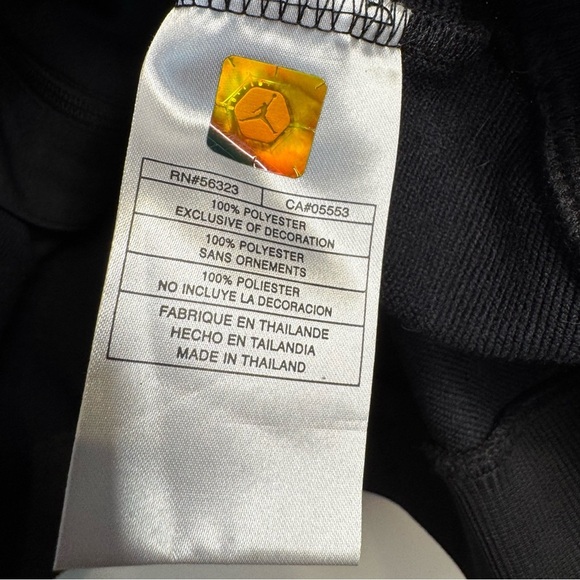 RN#56323 CA#05553
100% POLYESTER
EXCLUSIVE OF DECORATION
100% POLYESTER
SANS ORNEMENTS
100% POLIESTER
NO INCLUYE LA DECORACION
FABRIQUE EN THAILANDE
HECHO EN TAILANDIA
MADE IN THAILAND